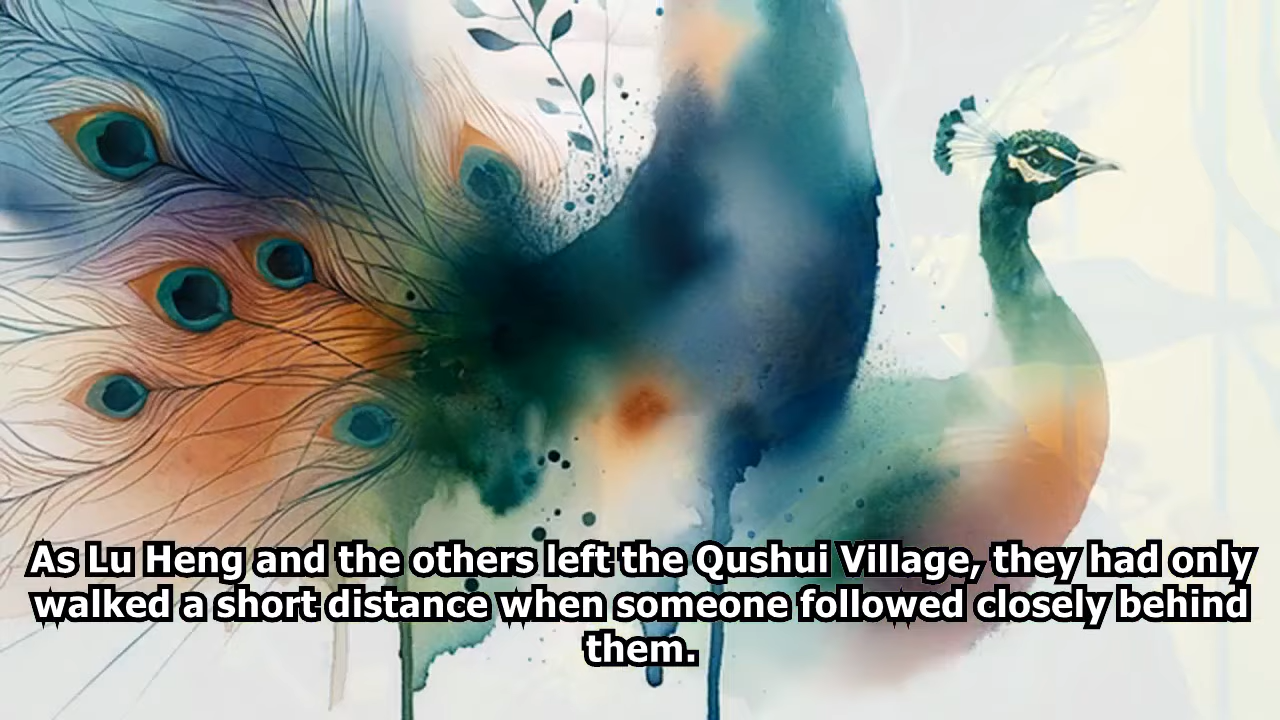 As Lu Heng and the others left the Qushui Village, they had only
walked a short distance when someone followed closely behind
them.